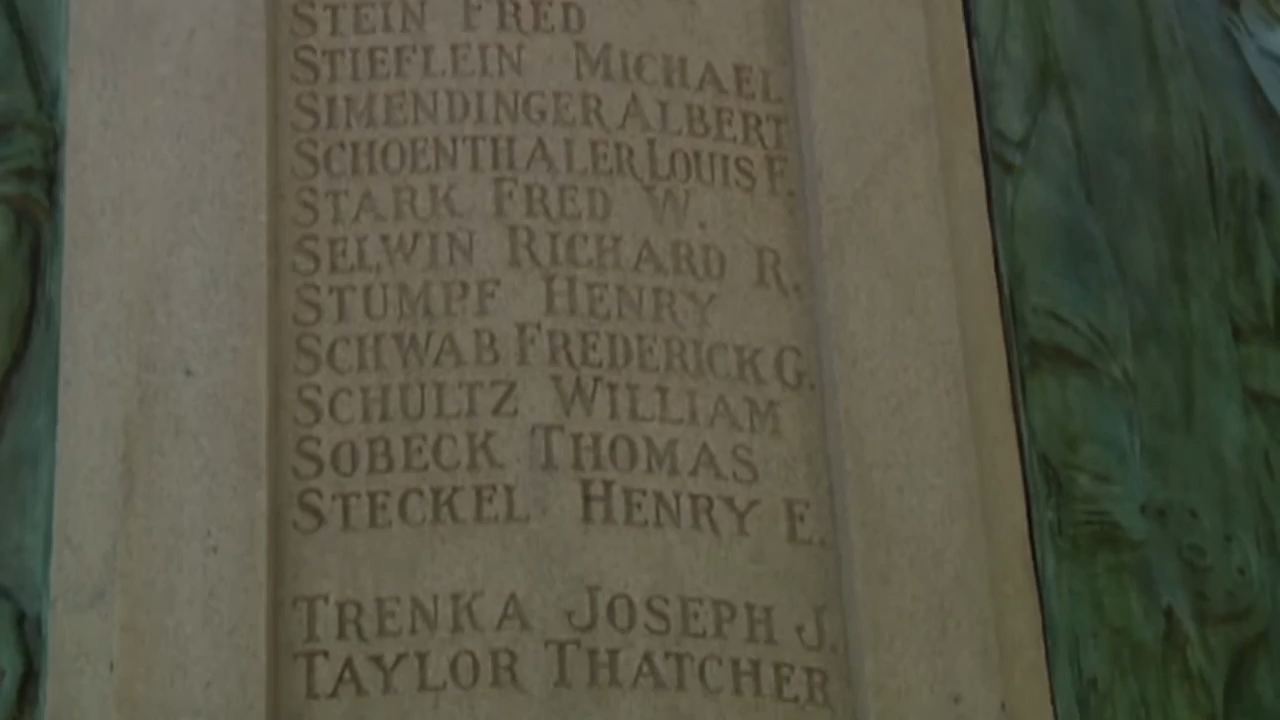 STEIN FRED
STIEFLEIN MICHAEL
SIMENDINGER ALBERT
SCHOENTHALER LOUIS F.
STARK FRED W.
SELWIN RICHARD R.
STUMPF HENRY
SCHWAB FREDERICK G.
SCHULTZ WILLIAM
SOBECK THOMAS
STECKEL HENRY E.
TRENKA JOSEPH J.
TAYLOR THATCHER